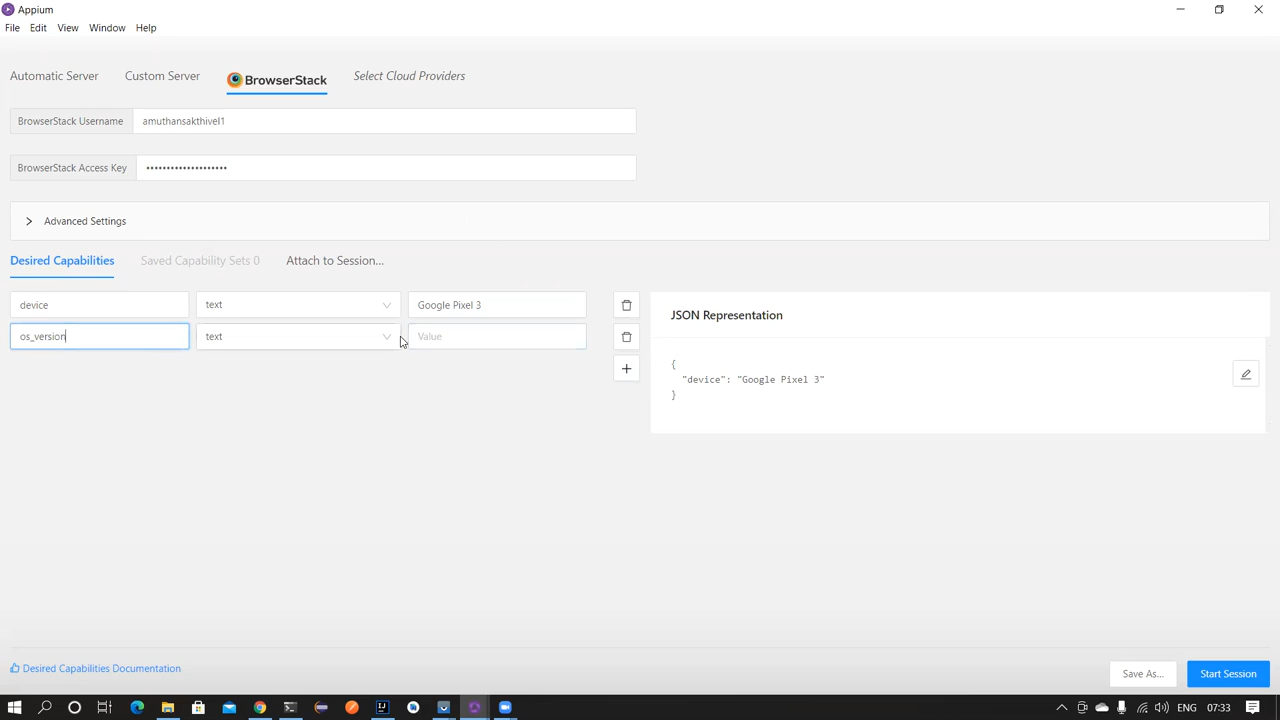 Appium
File Edit View Window Help
Automatic Server Custom Server BrowserStack Select Cloud Providers
BrowserStack Username amuthansakthivel1
BrowserStack Access Key ••••••••••••••••••••
Advanced Settings
Desired Capabilities Saved Capability Sets 0 Attach to Session...
device text Google Pixel 3
os_version text Value
JSON Representation
{
"device": "Google Pixel 3"
}
Desired Capabilities Documentation
Save As... Start Session
ENG 07:33